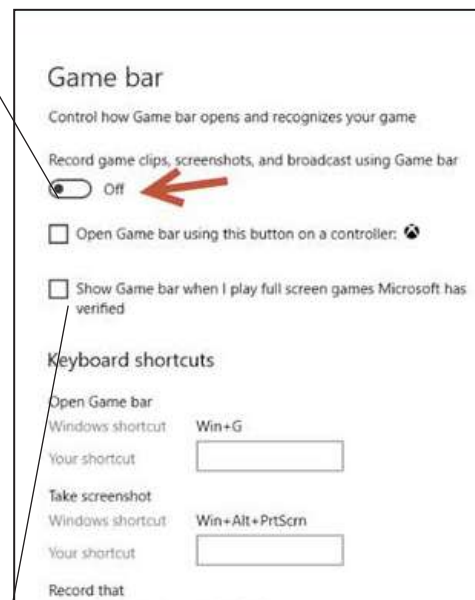 Game bar
Control how Game bar opens and recognizes your game
Record game clips, screenshots, and broadcast using Game bar
Off
Open Game bar using this button on a controller:
Show Game bar when I play full screen games Microsoft has
verified
Keyboard shortcuts
Open Game bar
Windows shortcut Win+G
Your shortcut
Take screenshot
Windows shortcut Win+Alt+PrtScrn
Your shortcut
Record that